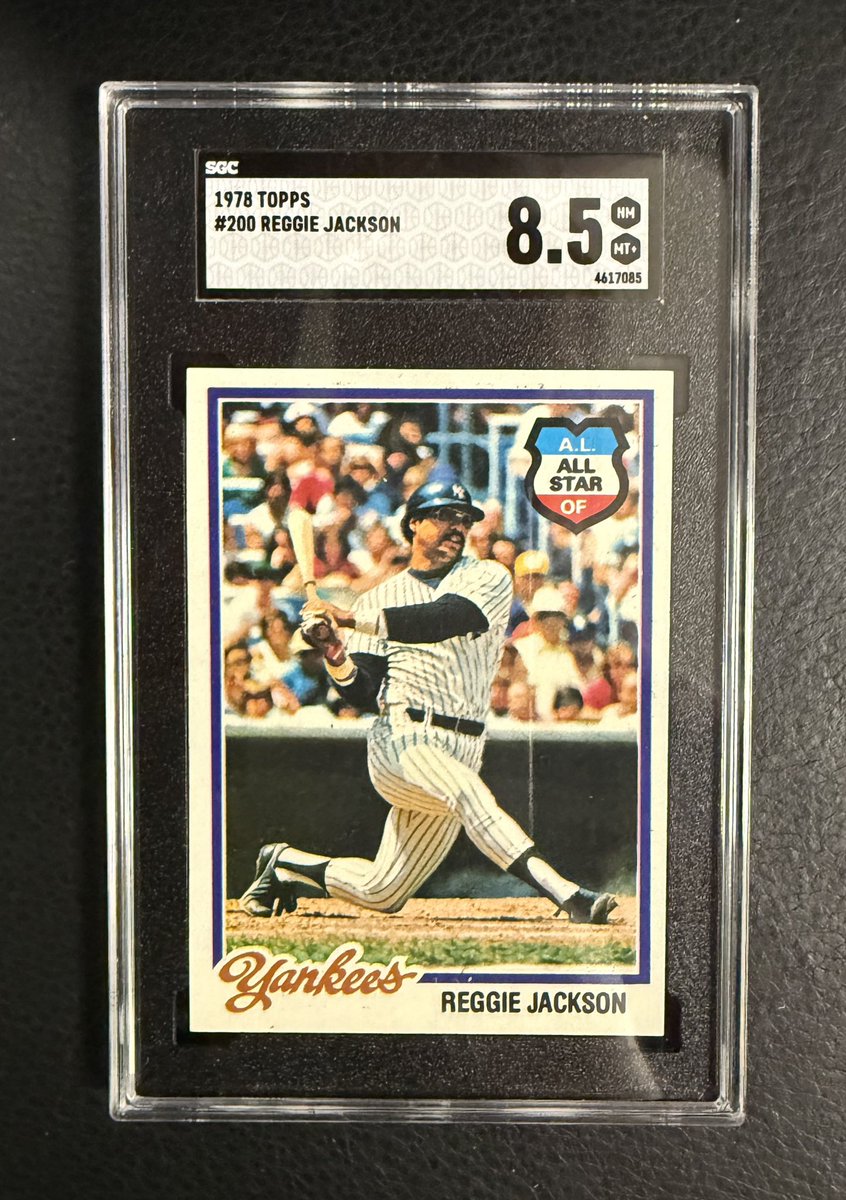 SGC
1978 TOPPS
#200 REGGIE JACKSON
8.5
NM
MT+
4617085
A.L.
ALL
STAR
OF
Yankees
REGGIE JACKSON